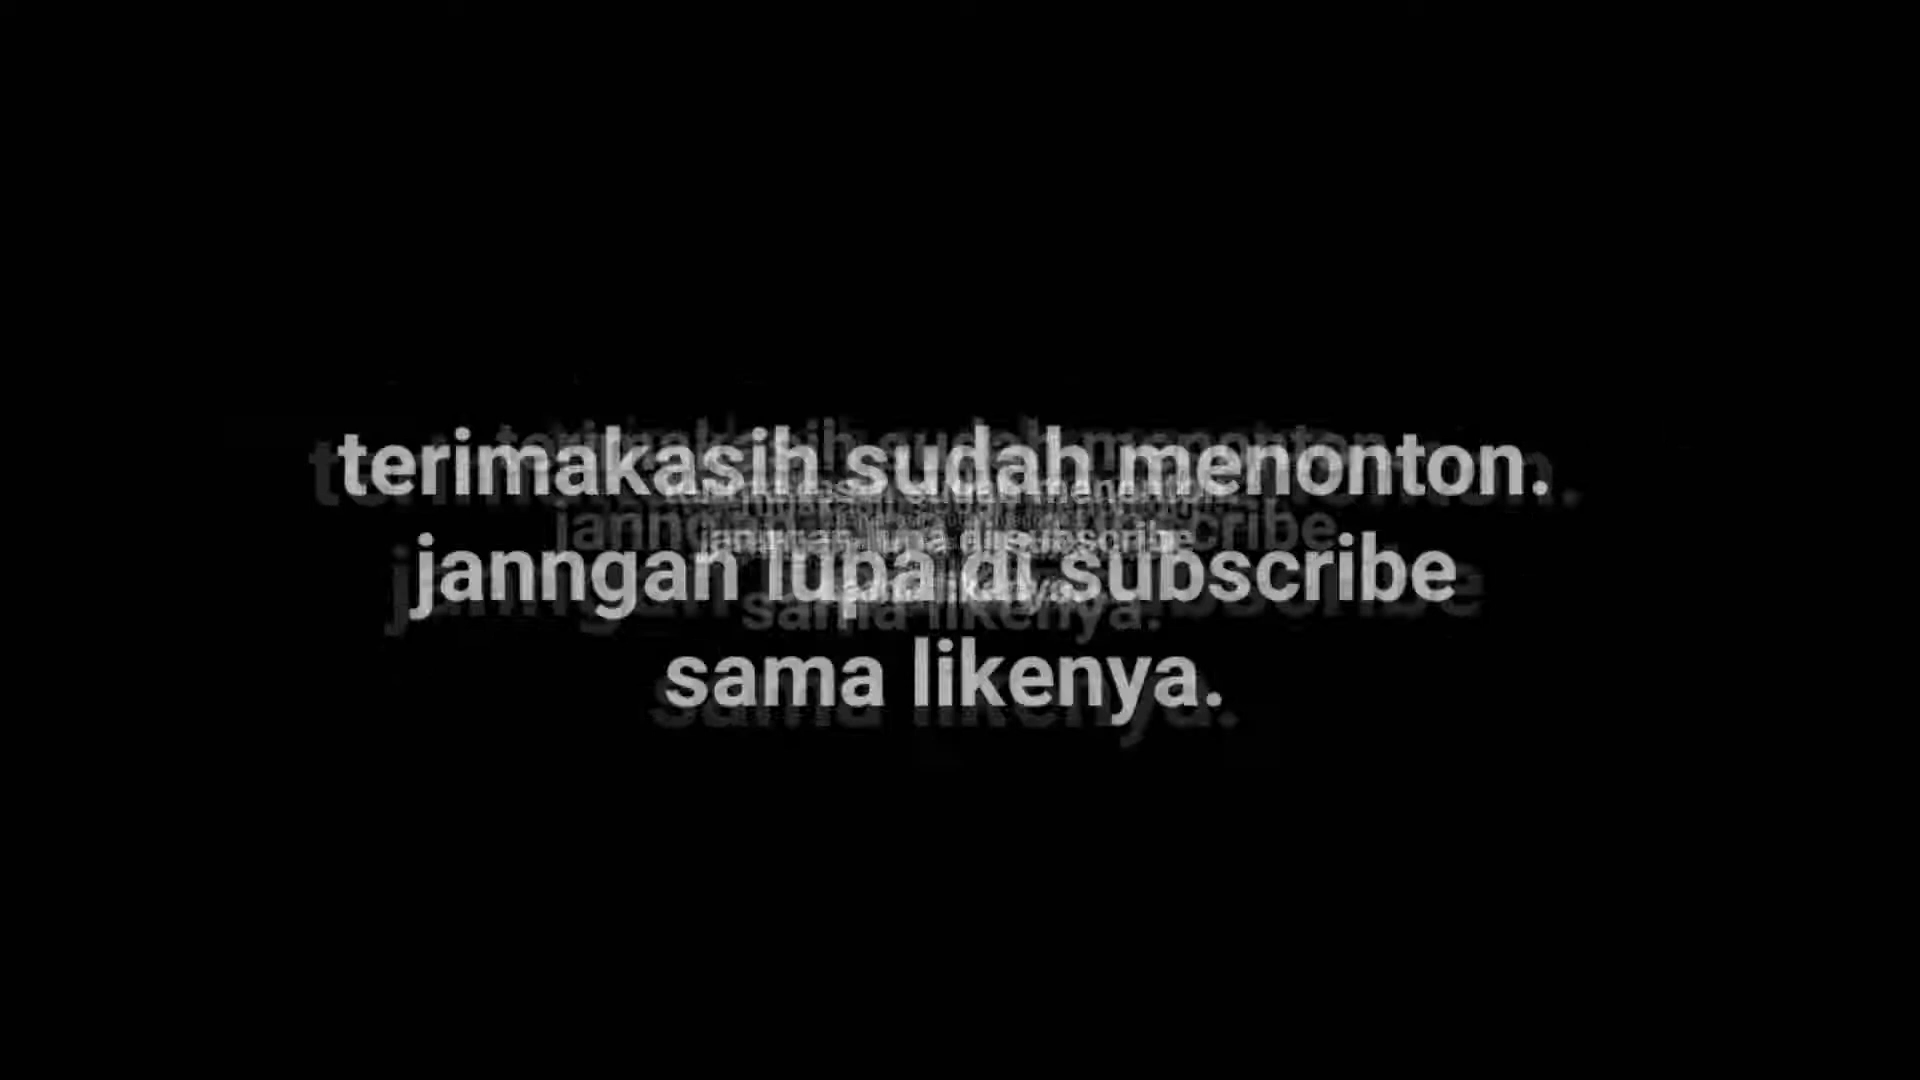 terimakasih sudah menonton.
janngan lupa di subscribe
sama likenya.